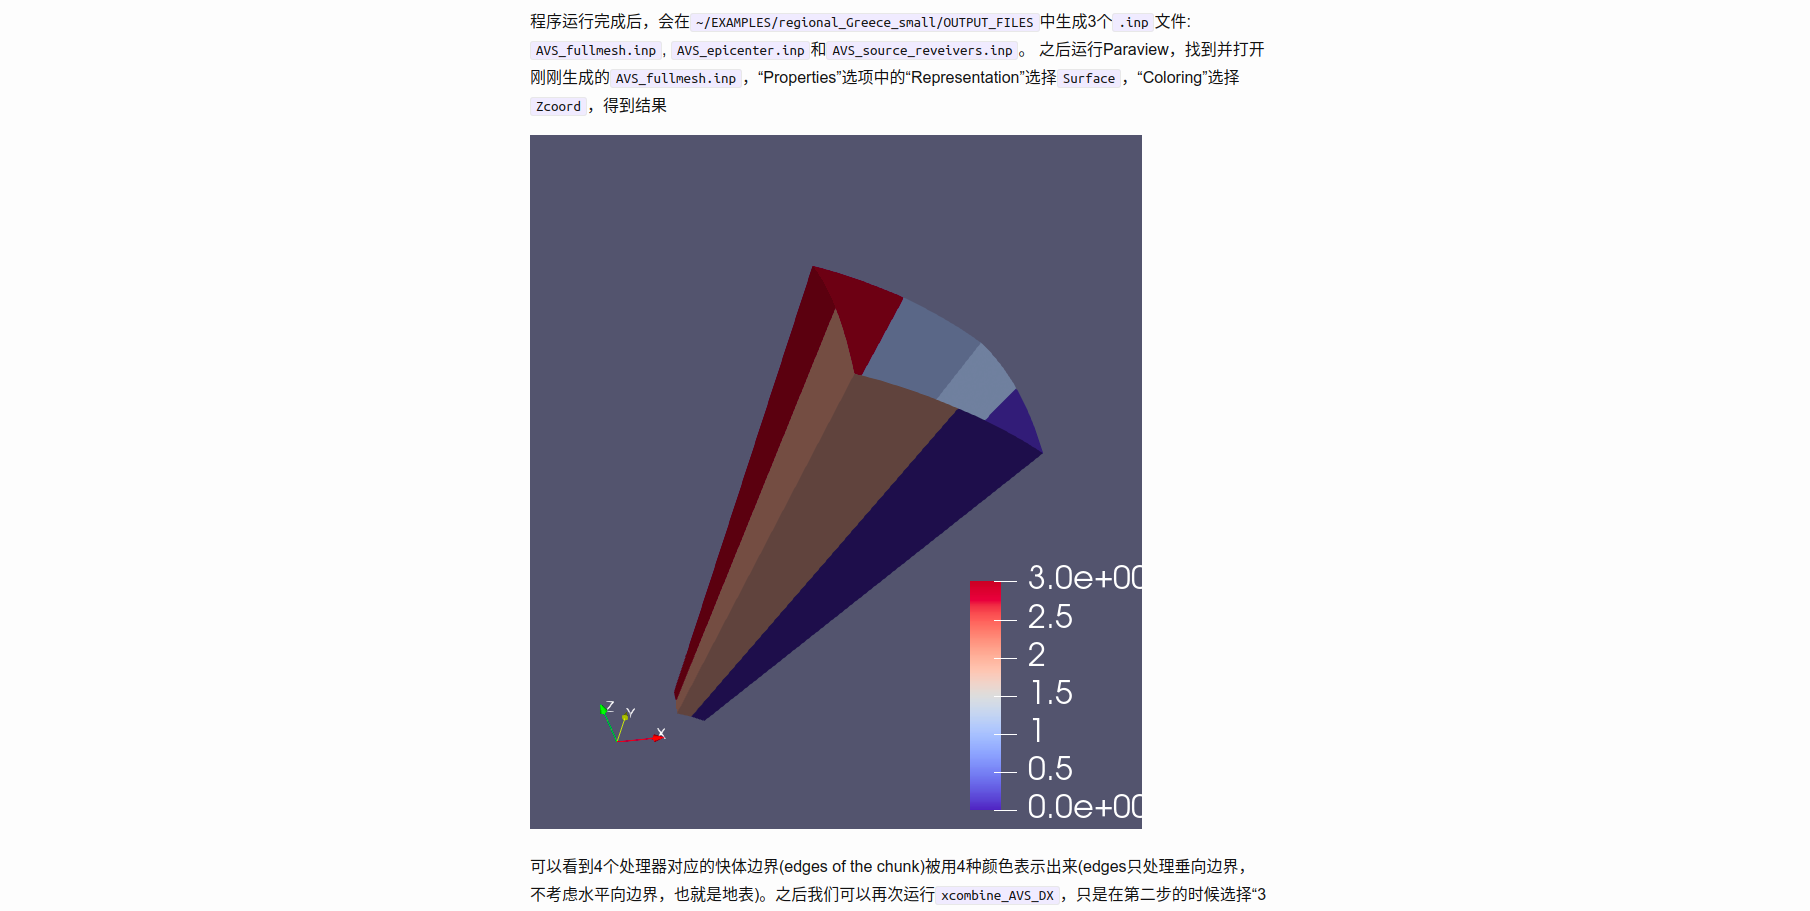 程序运行完成后，会在 ~/EXAMPLES/regional_Greece_small/OUTPUT_FILES 中生成3个 .inp 文件:
AVS_fullmesh.inp , AVS_epicenter.inp 和 AVS_source_reveivers.inp 。 之后运行Paraview，找到并打开
刚刚生成的 AVS_fullmesh.inp ，“Properties”选项中的“Representation”选择 Surface ，“Coloring”选择
Zcoord ，得到结果
3.0e+00
2.5
2
1.5
1
0.5
0.0e+00
Z
Y
X
可以看到4个处理器对应的快体边界(edges of the chunk)被用4种颜色表示出来(edges只处理垂向边界，
不考虑水平向边界，也就是地表)。之后我们可以再次运行 xcombine_AVS_DX ，只是在第二步的时候选择“3